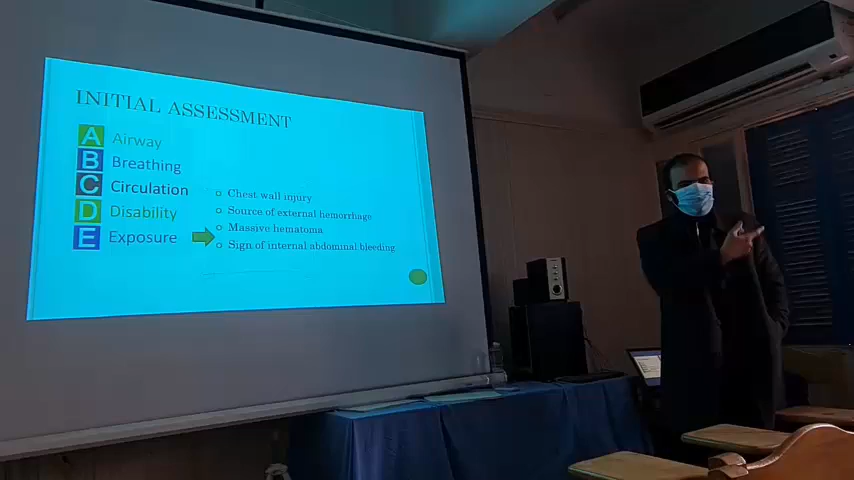 INITIAL ASSESSMENT
A Airway
B Breathing
C Circulation
D Disability
E Exposure
Chest wall injury
Source of external hemorrhage
Massive hematoma
Sign of internal abdominal bleeding